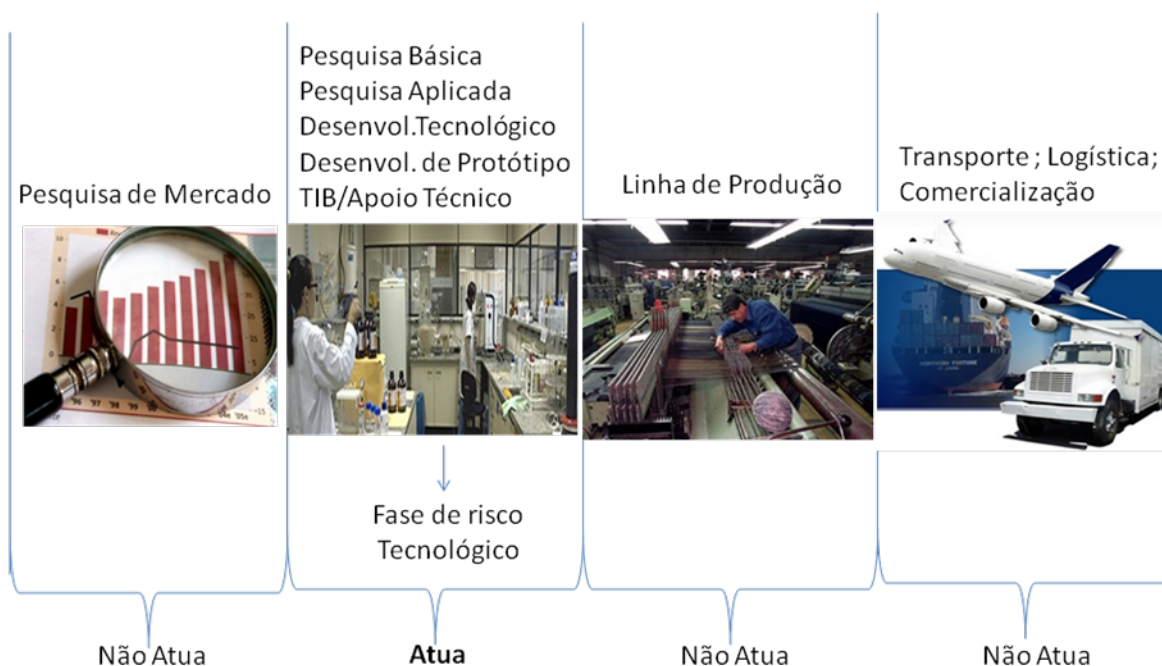 Pesquisa de Mercado
Pesquisa Básica
Pesquisa Aplicada
Desenvol.Tecnológico
Desenvol. de Protótipo
TIB/Apoio Técnico
Linha de Produção
Transporte ; Logística;
Comercialização
Fase de risco
Tecnológico
Não Atua
Atua
Não Atua
Não Atua